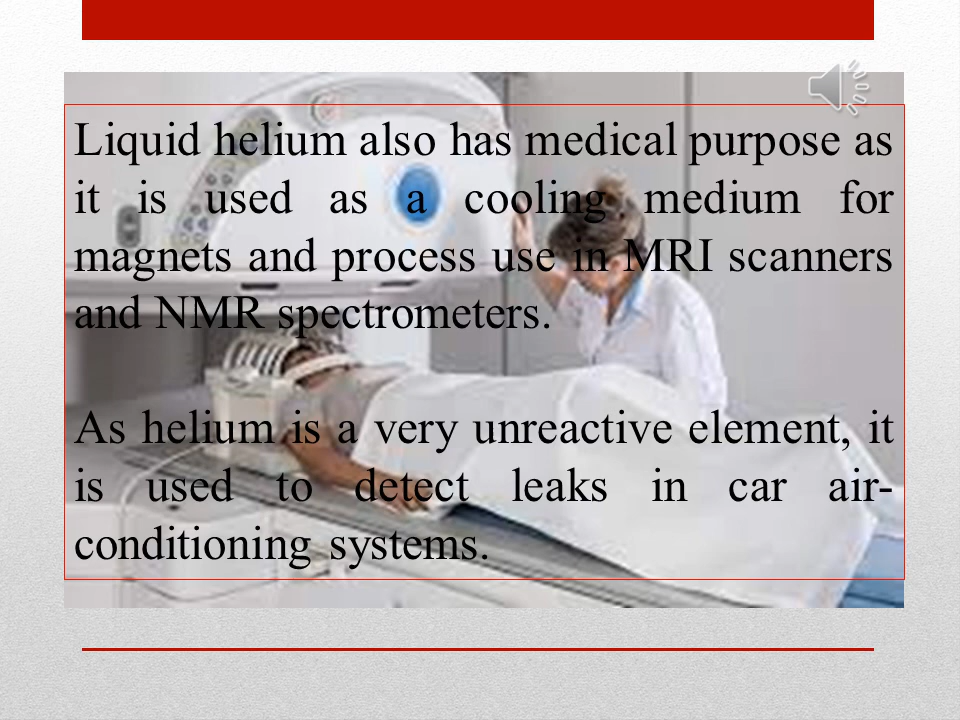 Liquid helium also has medical purpose as
it is used as a cooling medium for
magnets and process use in MRI scanners
and NMR spectrometers.
As helium is a very unreactive element, it
is used to detect leaks in car air-
conditioning systems.